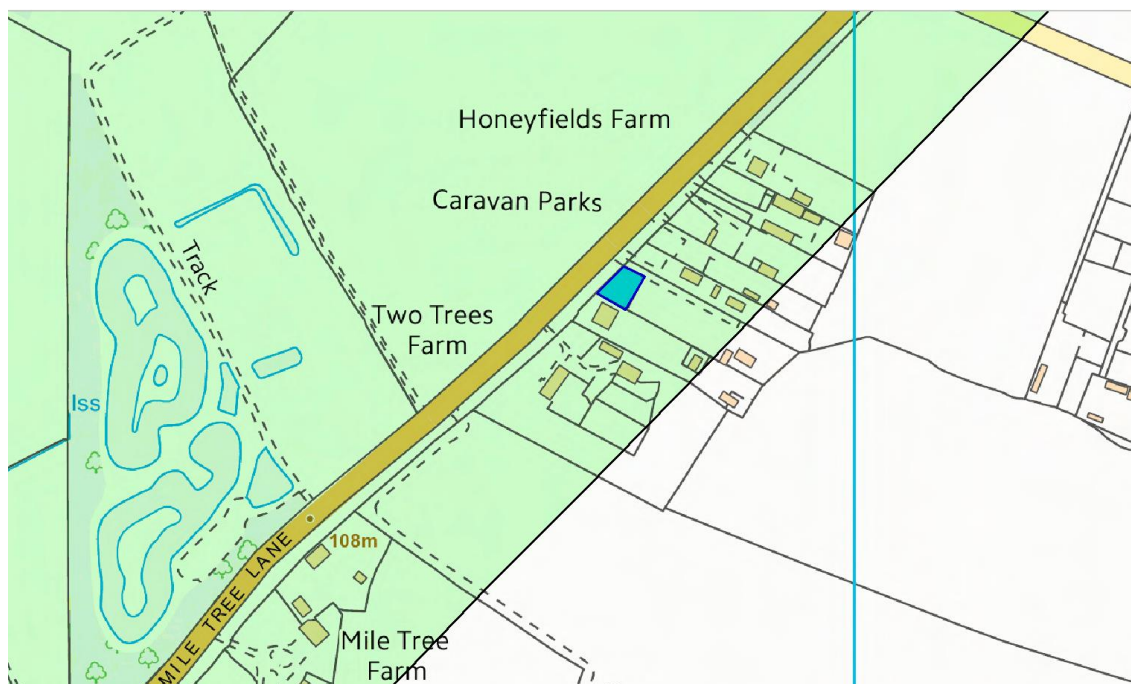 Honeyfields Farm
Caravan Parks
Track
Two Trees
Farm
Iss
108m
MILE TREE LANE
Mile Tree
Farm